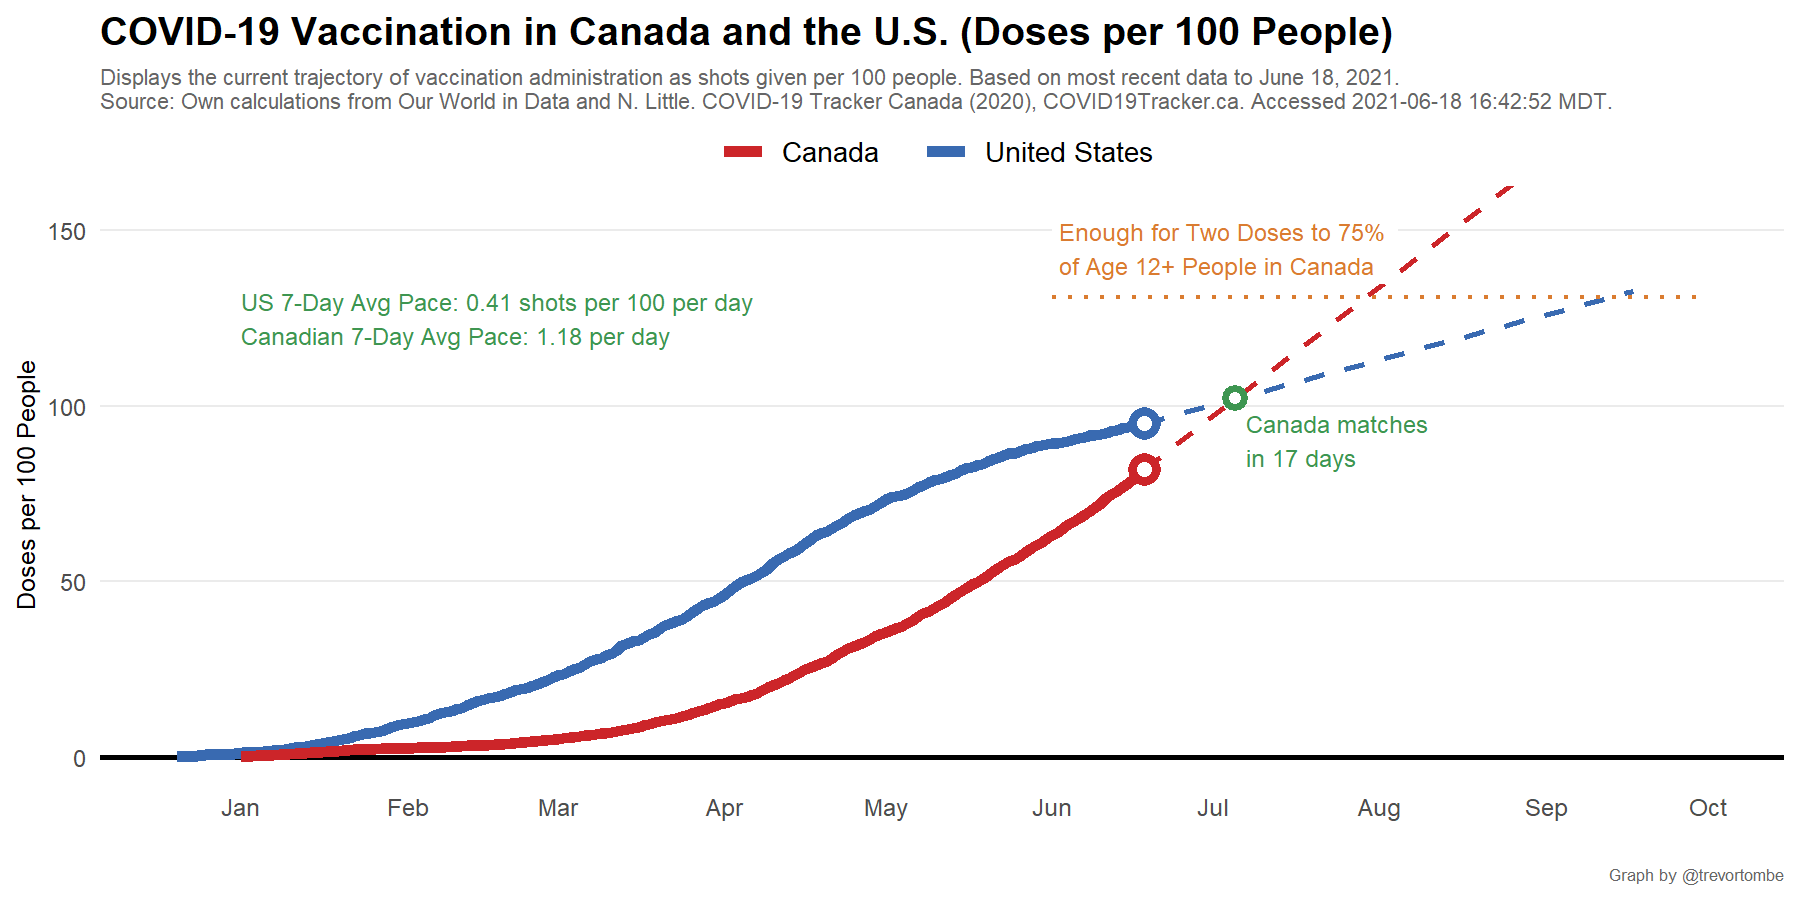 COVID-19 Vaccination in Canada and the U.S. (Doses per 100 People)
Displays the current trajectory of vaccination administration as shots given per 100 people. Based on most recent data to June 18, 2021.
Source: Own calculations from Our World in Data and N. Little. COVID-19 Tracker Canada (2020), COVID19Tracker.ca. Accessed 2021-06-18 16:42:52 MDT.
Canada United States
Doses per 100 People
150
100
50
0
Enough for Two Doses to 75%
of Age 12+ People in Canada
US 7-Day Avg Pace: 0.41 shots per 100 per day
Canadian 7-Day Avg Pace: 1.18 per day
Canada matches
in 17 days
Jan Feb Mar Apr May Jun Jul Aug Sep Oct
Graph by @trevortombe